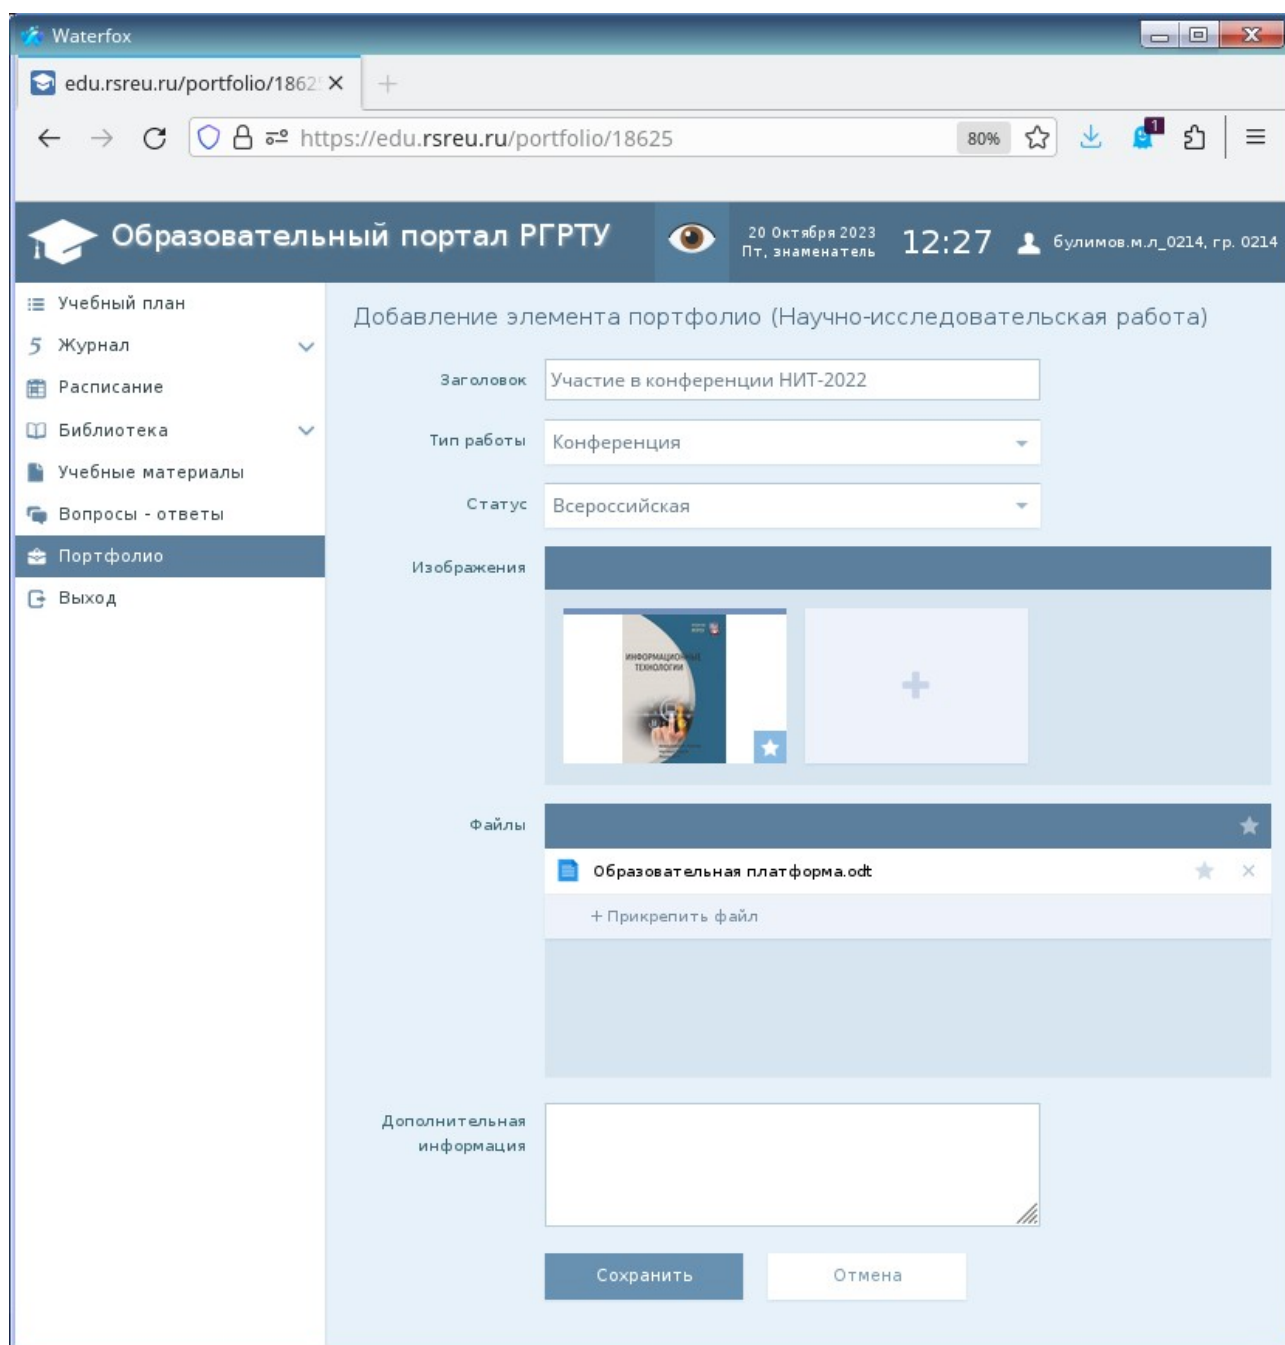 Waterfox
edu.rsreu.ru/portfolio/1862
https://edu.rsreu.ru/portfolio/18625
80%
1
Образовательный портал РГРТУ
20 Октября 2023
Пт, знаменатель
12:27
булимов.м.л_0214, гр. 0214
Учебный план
5 Журнал
Расписание
Библиотека
Учебные материалы
Вопросы - ответы
Портфолио
Выход
Добавление элемента портфолио (Научно-исследовательская работа)
Заголовок
Участие в конференции НИТ-2022
Тип работы
Конференция
Статус
Всероссийская
Изображения
ИНФОРМАЦИОННЫЕ
ТЕХНОЛОГИИ
Файлы
Образовательная платформа.odt
+ Прикрепить файл
Дополнительная
информация
Сохранить
Отмена